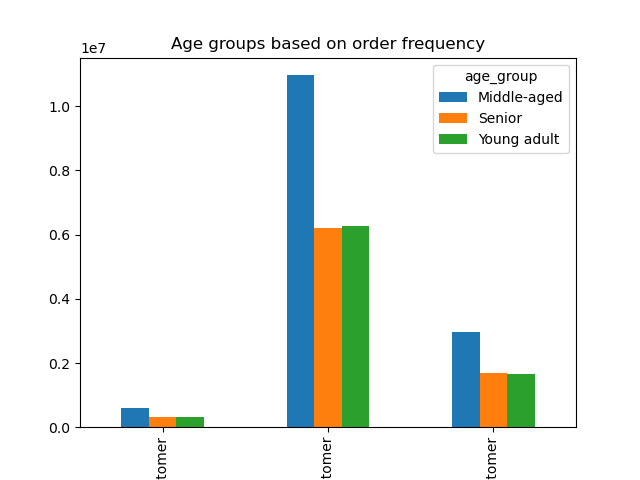 Age groups based on order frequency
1e7
age_group
Middle-aged
Senior
Young adult
1.0
0.8
0.6
0.4
0.2
0.0
tomer
tomer
tomer